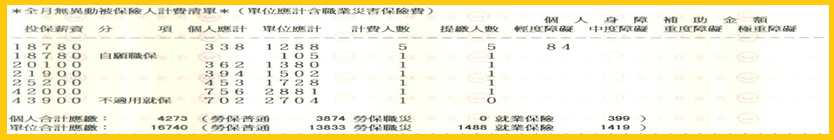 *全月無異動被保險人計費清單* (單位應計含職業災害保險費)
個人身障補助金額
投保薪資 分 項 個人應計 單位應計 計費人數 提繳人數 輕度障礙 中度障礙 重度障礙 極重障礙
18780 338 1288 5 5 84
18780 自願職保 105 1 1
20100 362 1380 1 1
21900 394 1502 1 1
25200 453 1728 1 1
42000 756 2881 1 1
43900 不適用就保 702 2704 1 0
個人合計應繳: 4273 (勞保普通 3874 勞保職災 0 就業保險 399 )
單位合計應繳: 16740 (勞保普通 13833 勞保職災 1488 就業保險 1419 )